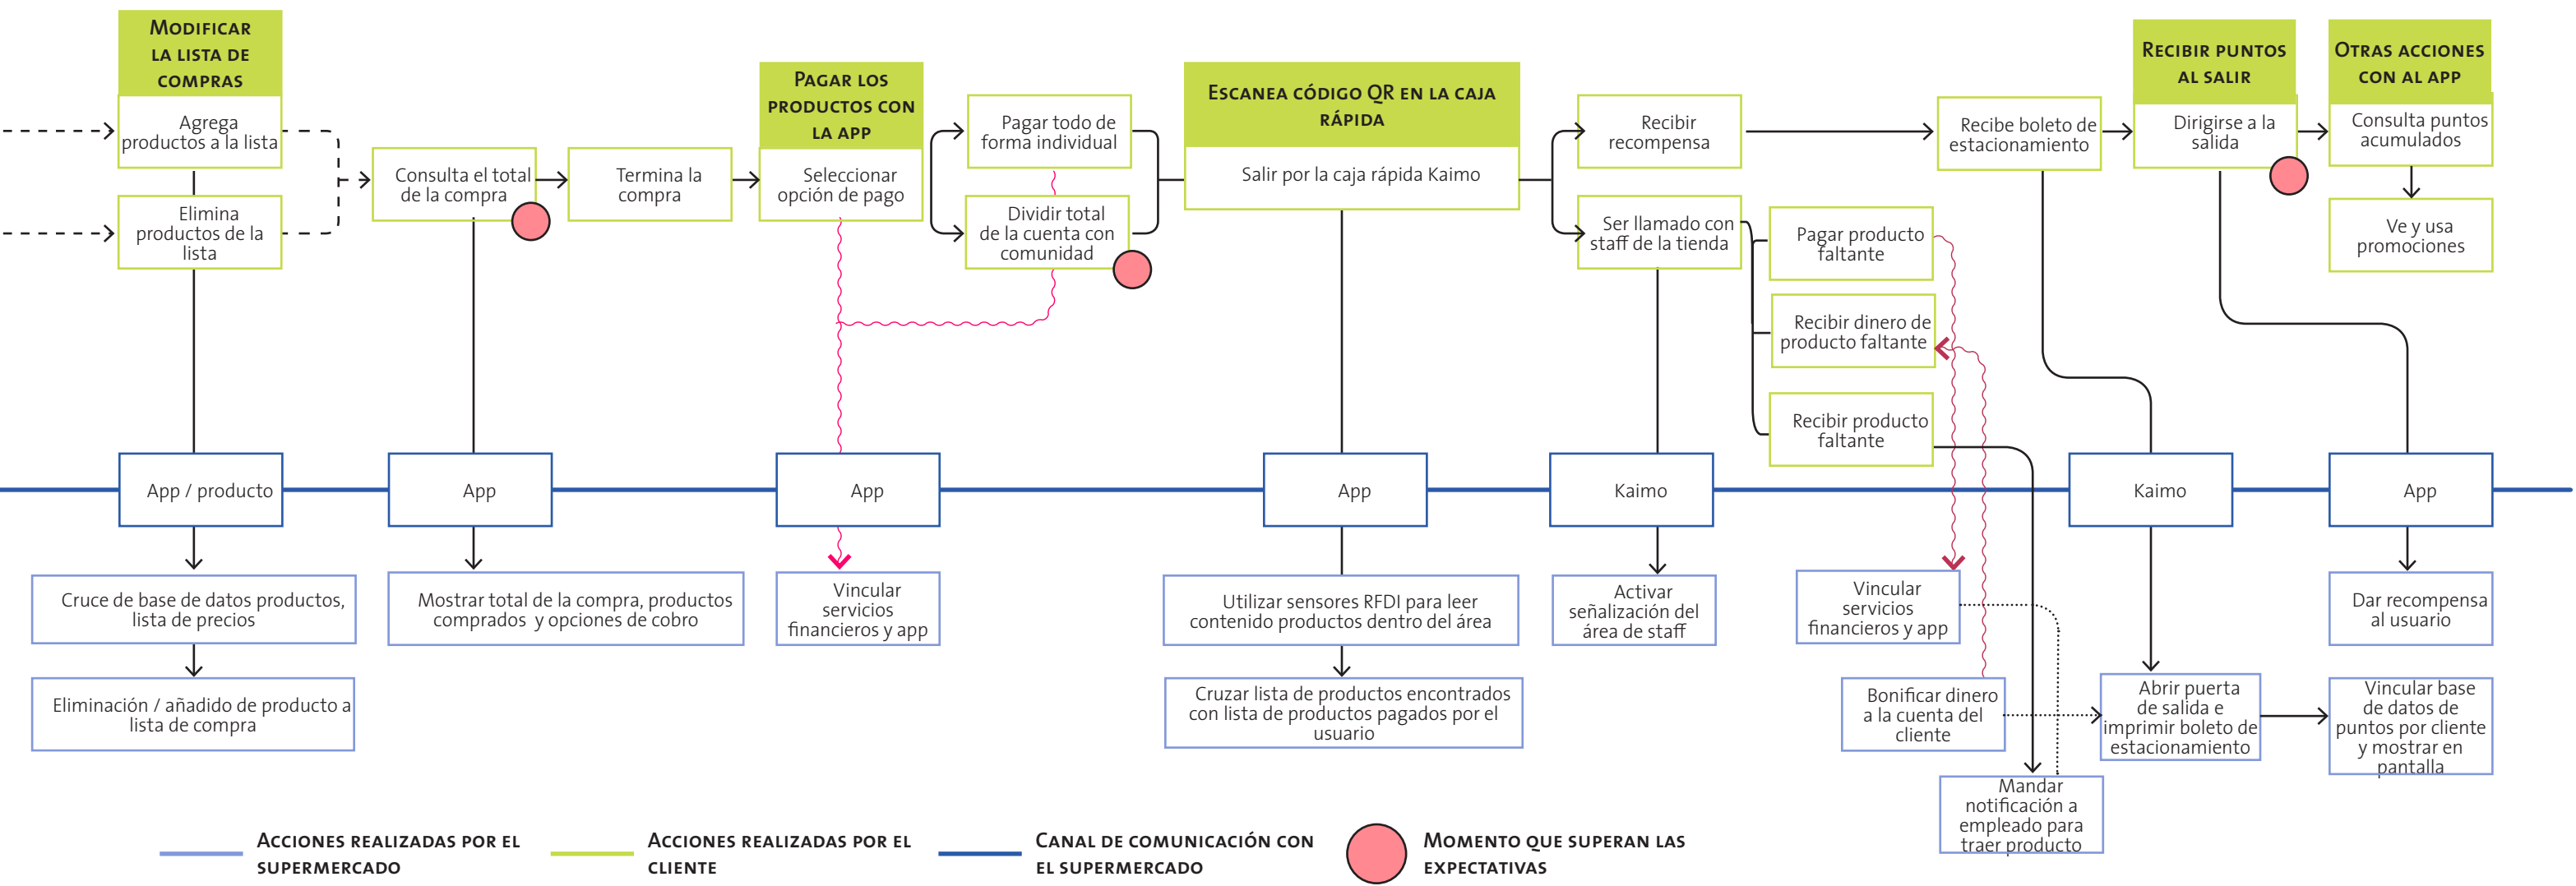 MODIFICAR
LA LISTA DE
COMPRAS
Agrega
productos a la lista
Elimina
productos de la
lista
Consulta el total
de la compra
Termina la
compra
PAGAR LOS
PRODUCTOS CON
LA APP
Seleccionar
opción de pago
Pagar todo de
forma individual
Dividir total
de la cuenta con
comunidad
ESCANEA CÓDIGO QR EN LA CAJA
RÁPIDA
Salir por la caja rápida Kaimo
Recibir
recompensa
Ser llamado con
staff de la tienda
Pagar producto
faltante
Recibir dinero de
producto faltante
Recibir producto
faltante
Recibe boleto de
estacionamiento
RECIBIR PUNTOS
AL SALIR
Dirigirse a la
salida
OTRAS ACCIONES
CON AL APP
Consulta puntos
acumulados
Ve y usa
promociones
App / producto
App
App
App
Kaimo
Kaimo
App
Cruce de base de datos productos,
lista de precios
Eliminación / añadido de producto a
lista de compra
Mostrar total de la compra, productos
comprados y opciones de cobro
Vincular
servicios
financieros y app
Utilizar sensores RFDI para leer
contenido productos dentro del área
Cruzar lista de productos encontrados
con lista de productos pagados por el
usuario
Activar
señalización del
área de staff
Vincular
servicios
financieros y app
Bonificar dinero
a la cuenta del
cliente
Mandar
notificación a
empleado para
traer producto
Abrir puerta
de salida e
imprimir boleto de
estacionamiento
Dar recompensa
al usuario
Vincular base
de datos de
puntos por cliente
y mostrar en
pantalla
ACCIONES REALIZADAS POR EL
SUPERMERCADO
ACCIONES REALIZADAS POR EL
CLIENTE
CANAL DE COMUNICACIÓN CON
EL SUPERMERCADO
MOMENTO QUE SUPERAN LAS
EXPECTATIVAS